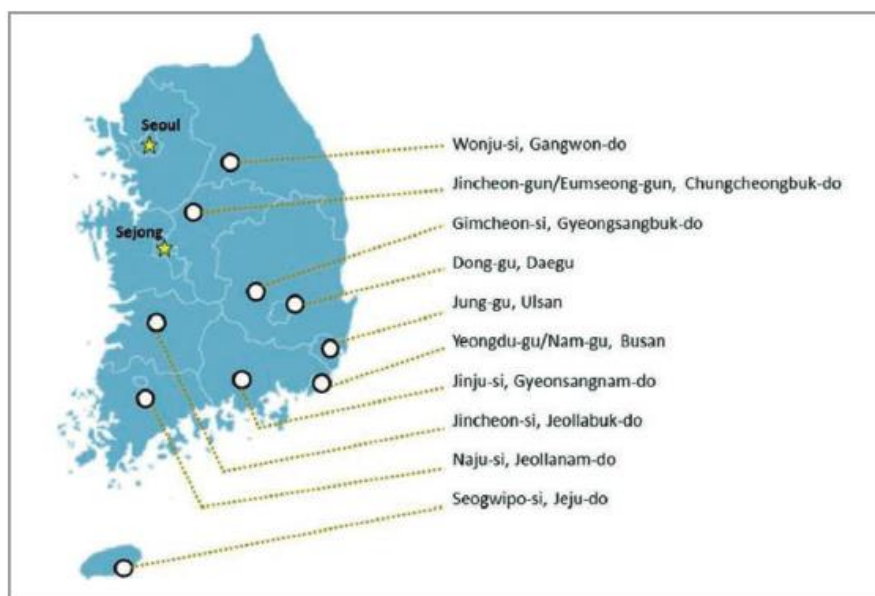 Seoul
Sejong
Wonju-si, Gangwon-do
Jincheon-gun/Eumseong-gun, Chungcheongbuk-do
Gimcheon-si, Gyeongsangbuk-do
Dong-gu, Daegu
Jung-gu, Ulsan
Yeongdu-gu/Nam-gu, Busan
Jinju-si, Gyeonsangnam-do
Jincheon-si, Jeollabuk-do
Naju-si, Jeollanam-do
Seogwipo-si, Jeju-do